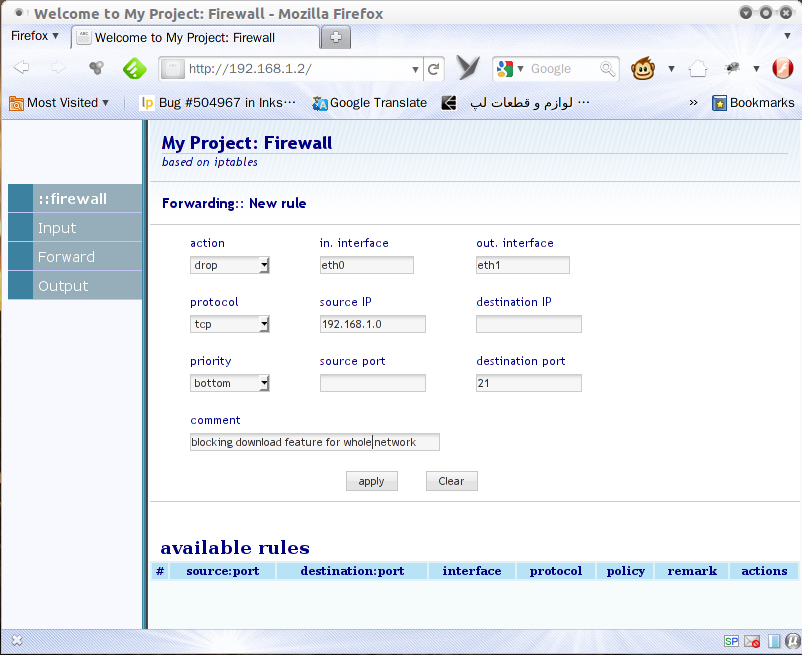 Welcome to My Project: Firewall - Mozilla Firefox
Firefox
Welcome to My Project: Firewall
http://192.168.1.2/
Google
Most Visited
lp Bug #504967 in Inks···
Google Translate
لوازم و قطعات لپ ···
»
Bookmarks
My Project: Firewall
based on iptables
::firewall
Input
Forward
Output
Forwarding:: New rule
action in. interface out. interface
drop eth0 eth1
protocol source IP destination IP
tcp 192.168.1.0
priority source port destination port
bottom 21
comment
blocking download feature for whole network
apply Clear
available rules
# source:port destination:port interface protocol policy remark actions
SP